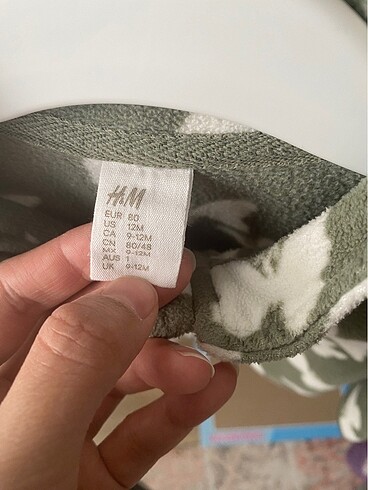 H&M
EUR 80
US 12M
CA 9-12M
CN 80/48
MX 9-12M
AUS 1
UK 9-12M